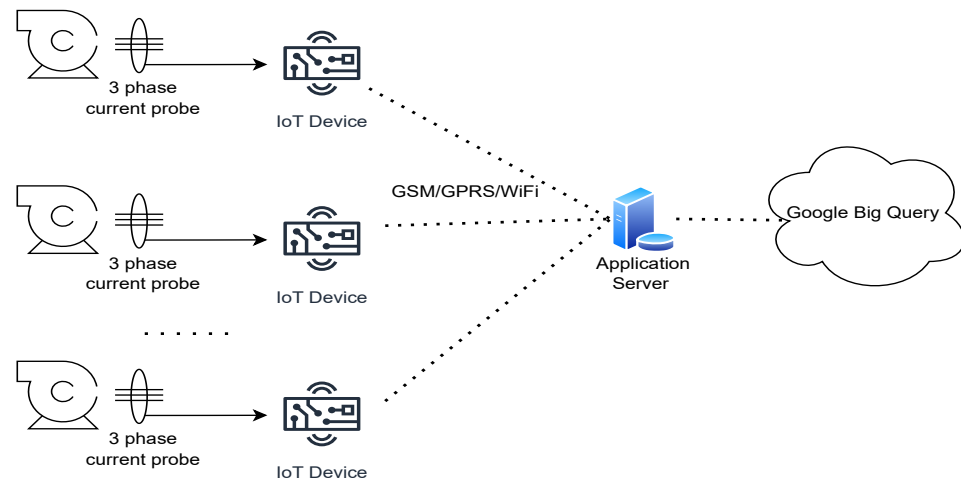 3 phase
current probe
IoT Device
GSM/GPRS/WiFi
3 phase
current probe
IoT Device
Application
Server
Google Big Query
3 phase
current probe
IoT Device